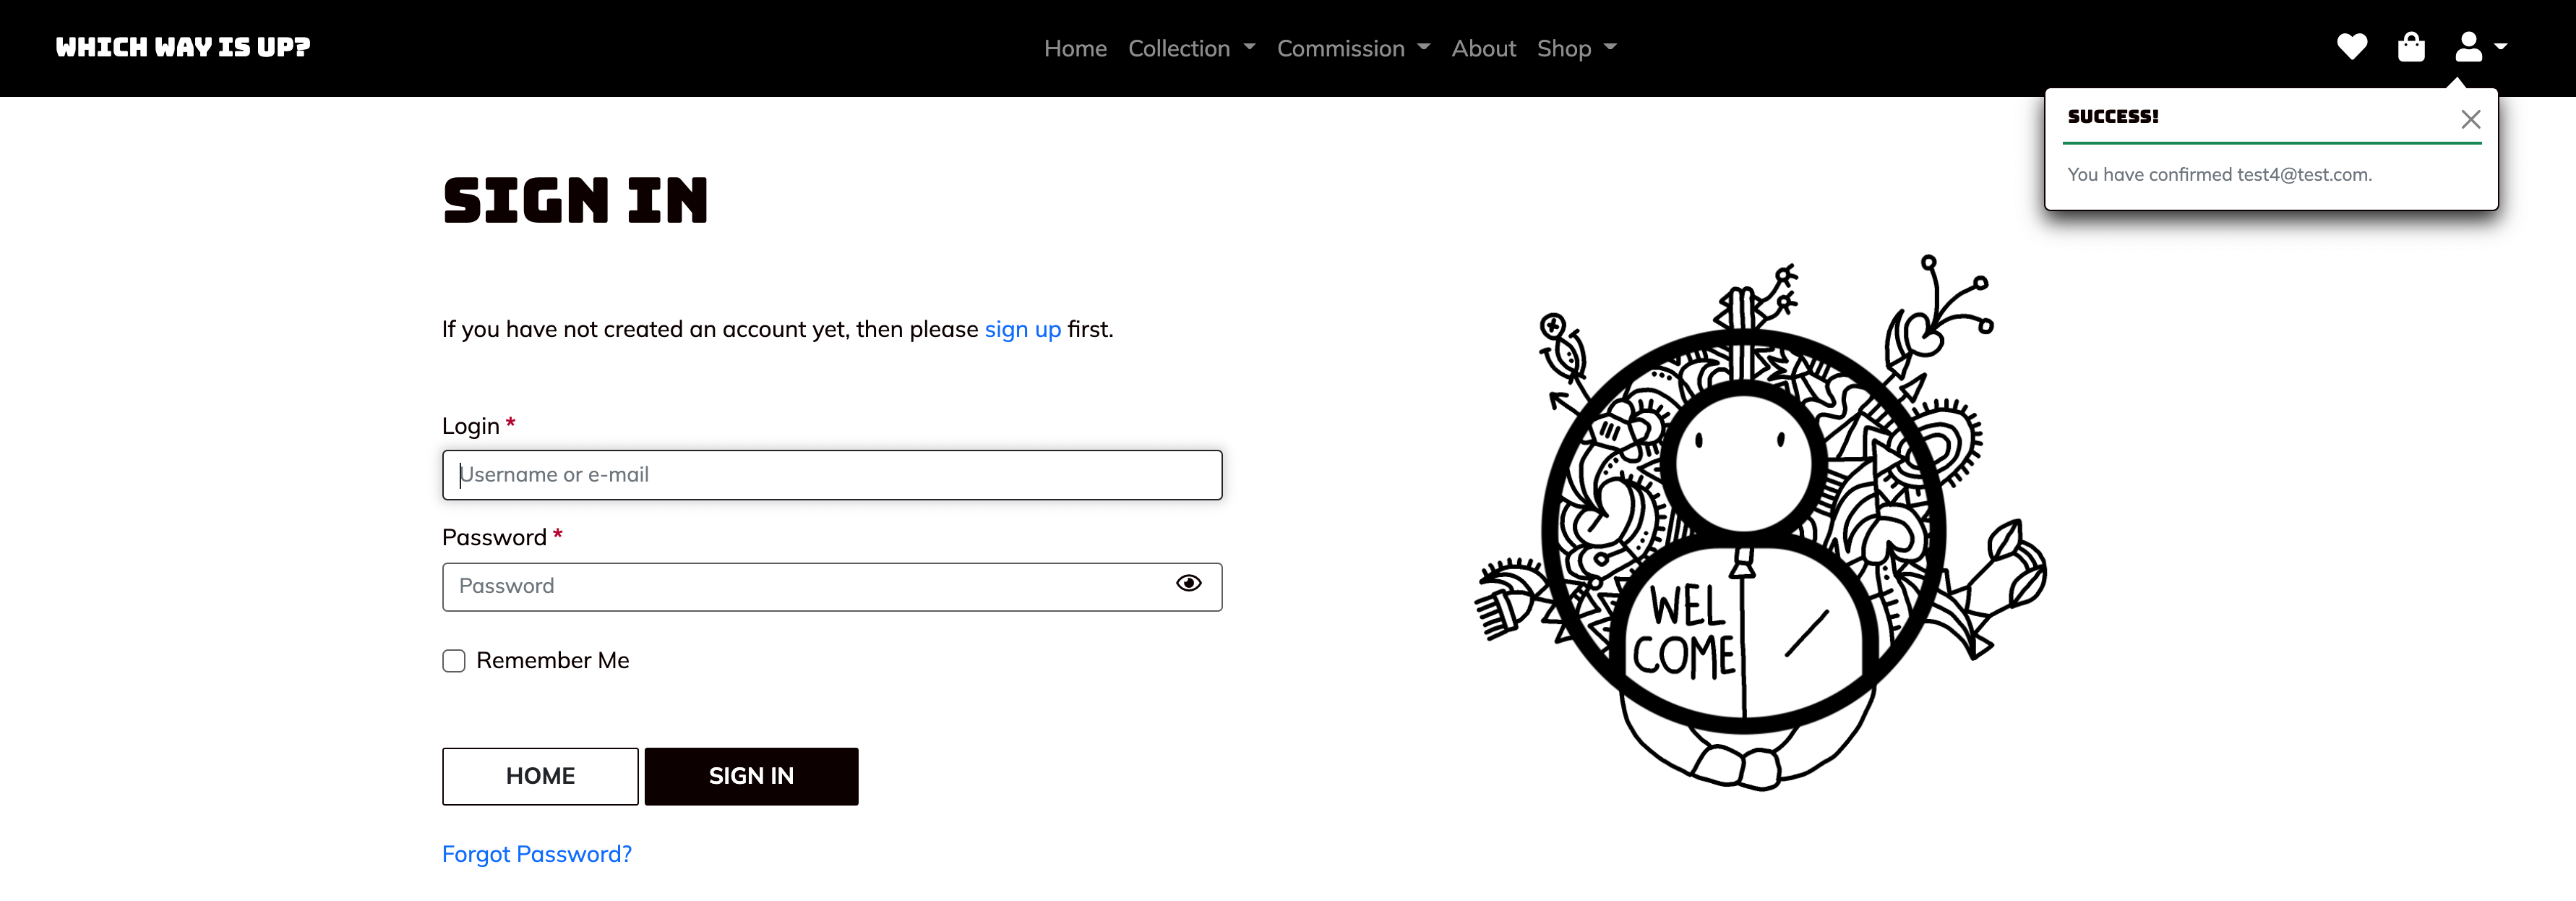 WHICH WAY IS UP?
Home Collection Commission About Shop
SUCCESS!
You have confirmed test4@test.com.
SIGN IN
If you have not created an account yet, then please sign up first.
Login *
Username or e-mail
Password *
Password
Remember Me
HOME SIGN IN
Forgot Password?
WEL
COME